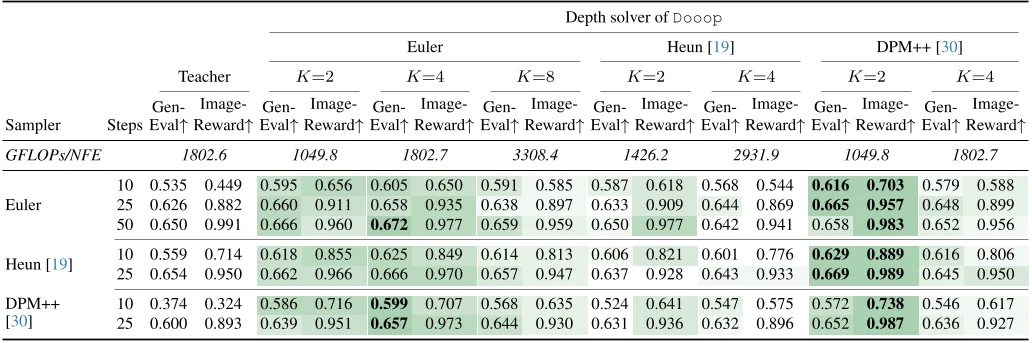 Depth solver of Dooop
Euler Heun [19] DPM++ [30]
Teacher K=2 K=4 K=8 K=2 K=4 K=2 K=4
Gen- Image- Gen- Image- Gen- Image- Gen- Image- Gen- Image- Gen- Image- Gen- Image- Gen- Image-
Sampler Steps Eval↑ Reward↑ Eval↑ Reward↑ Eval↑ Reward↑ Eval↑ Reward↑ Eval↑ Reward↑ Eval↑ Reward↑ Eval↑ Reward↑ Eval↑ Reward↑
GFLOPs/NFE 1802.6 1049.8 1802.7 3308.4 1426.2 2931.9 1049.8 1802.7
10 0.535 0.449 0.595 0.656 0.605 0.650 0.591 0.585 0.587 0.618 0.568 0.544 0.616 0.703 0.579 0.588
Euler 25 0.626 0.882 0.660 0.911 0.658 0.935 0.638 0.897 0.633 0.909 0.644 0.869 0.665 0.957 0.648 0.899
50 0.650 0.991 0.666 0.960 0.672 0.977 0.659 0.959 0.650 0.977 0.642 0.941 0.658 0.983 0.652 0.956
Heun [19] 10 0.559 0.714 0.618 0.855 0.625 0.849 0.614 0.813 0.606 0.821 0.601 0.776 0.629 0.889 0.616 0.806
25 0.654 0.950 0.662 0.966 0.666 0.970 0.657 0.947 0.637 0.928 0.643 0.933 0.669 0.989 0.645 0.950
DPM++ 10 0.374 0.324 0.586 0.716 0.599 0.707 0.568 0.635 0.524 0.641 0.547 0.575 0.572 0.738 0.546 0.617
[30] 25 0.600 0.893 0.639 0.951 0.657 0.973 0.644 0.930 0.631 0.936 0.632 0.896 0.652 0.987 0.636 0.927